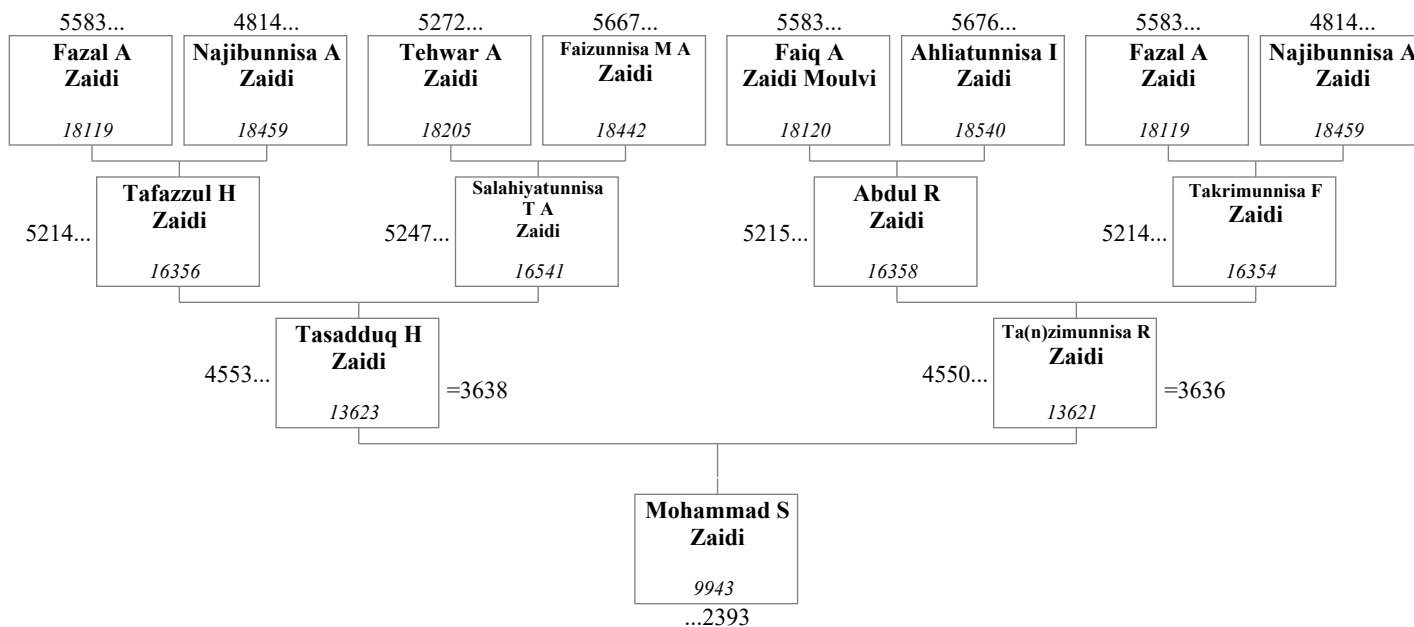 5583... 4814... 5272... 5667... 5583... 5676... 5583... 4814...
Fazal A
Zaidi
18119
Najibunnisa A
Zaidi
18459
Tehwar A
Zaidi
18205
Faizunnisa M A
Zaidi
18442
Faiq A
Zaidi Moulvi
18120
Ahliatunnisa I
Zaidi
18540
Fazal A
Zaidi
18119
Najibunnisa A
Zaidi
18459
5214...
Tafazzul H
Zaidi
16356
5247...
Salahiyatunnisa
T A
Zaidi
16541
5215...
Abdul R
Zaidi
16358
5214...
Takrimunnisa F
Zaidi
16354
4553...
Tasadduq H
Zaidi
13623
=3638
4550...
Ta(n)zimunnisa R
Zaidi
13621
=3636
Mohammad S
Zaidi
9943
...2393